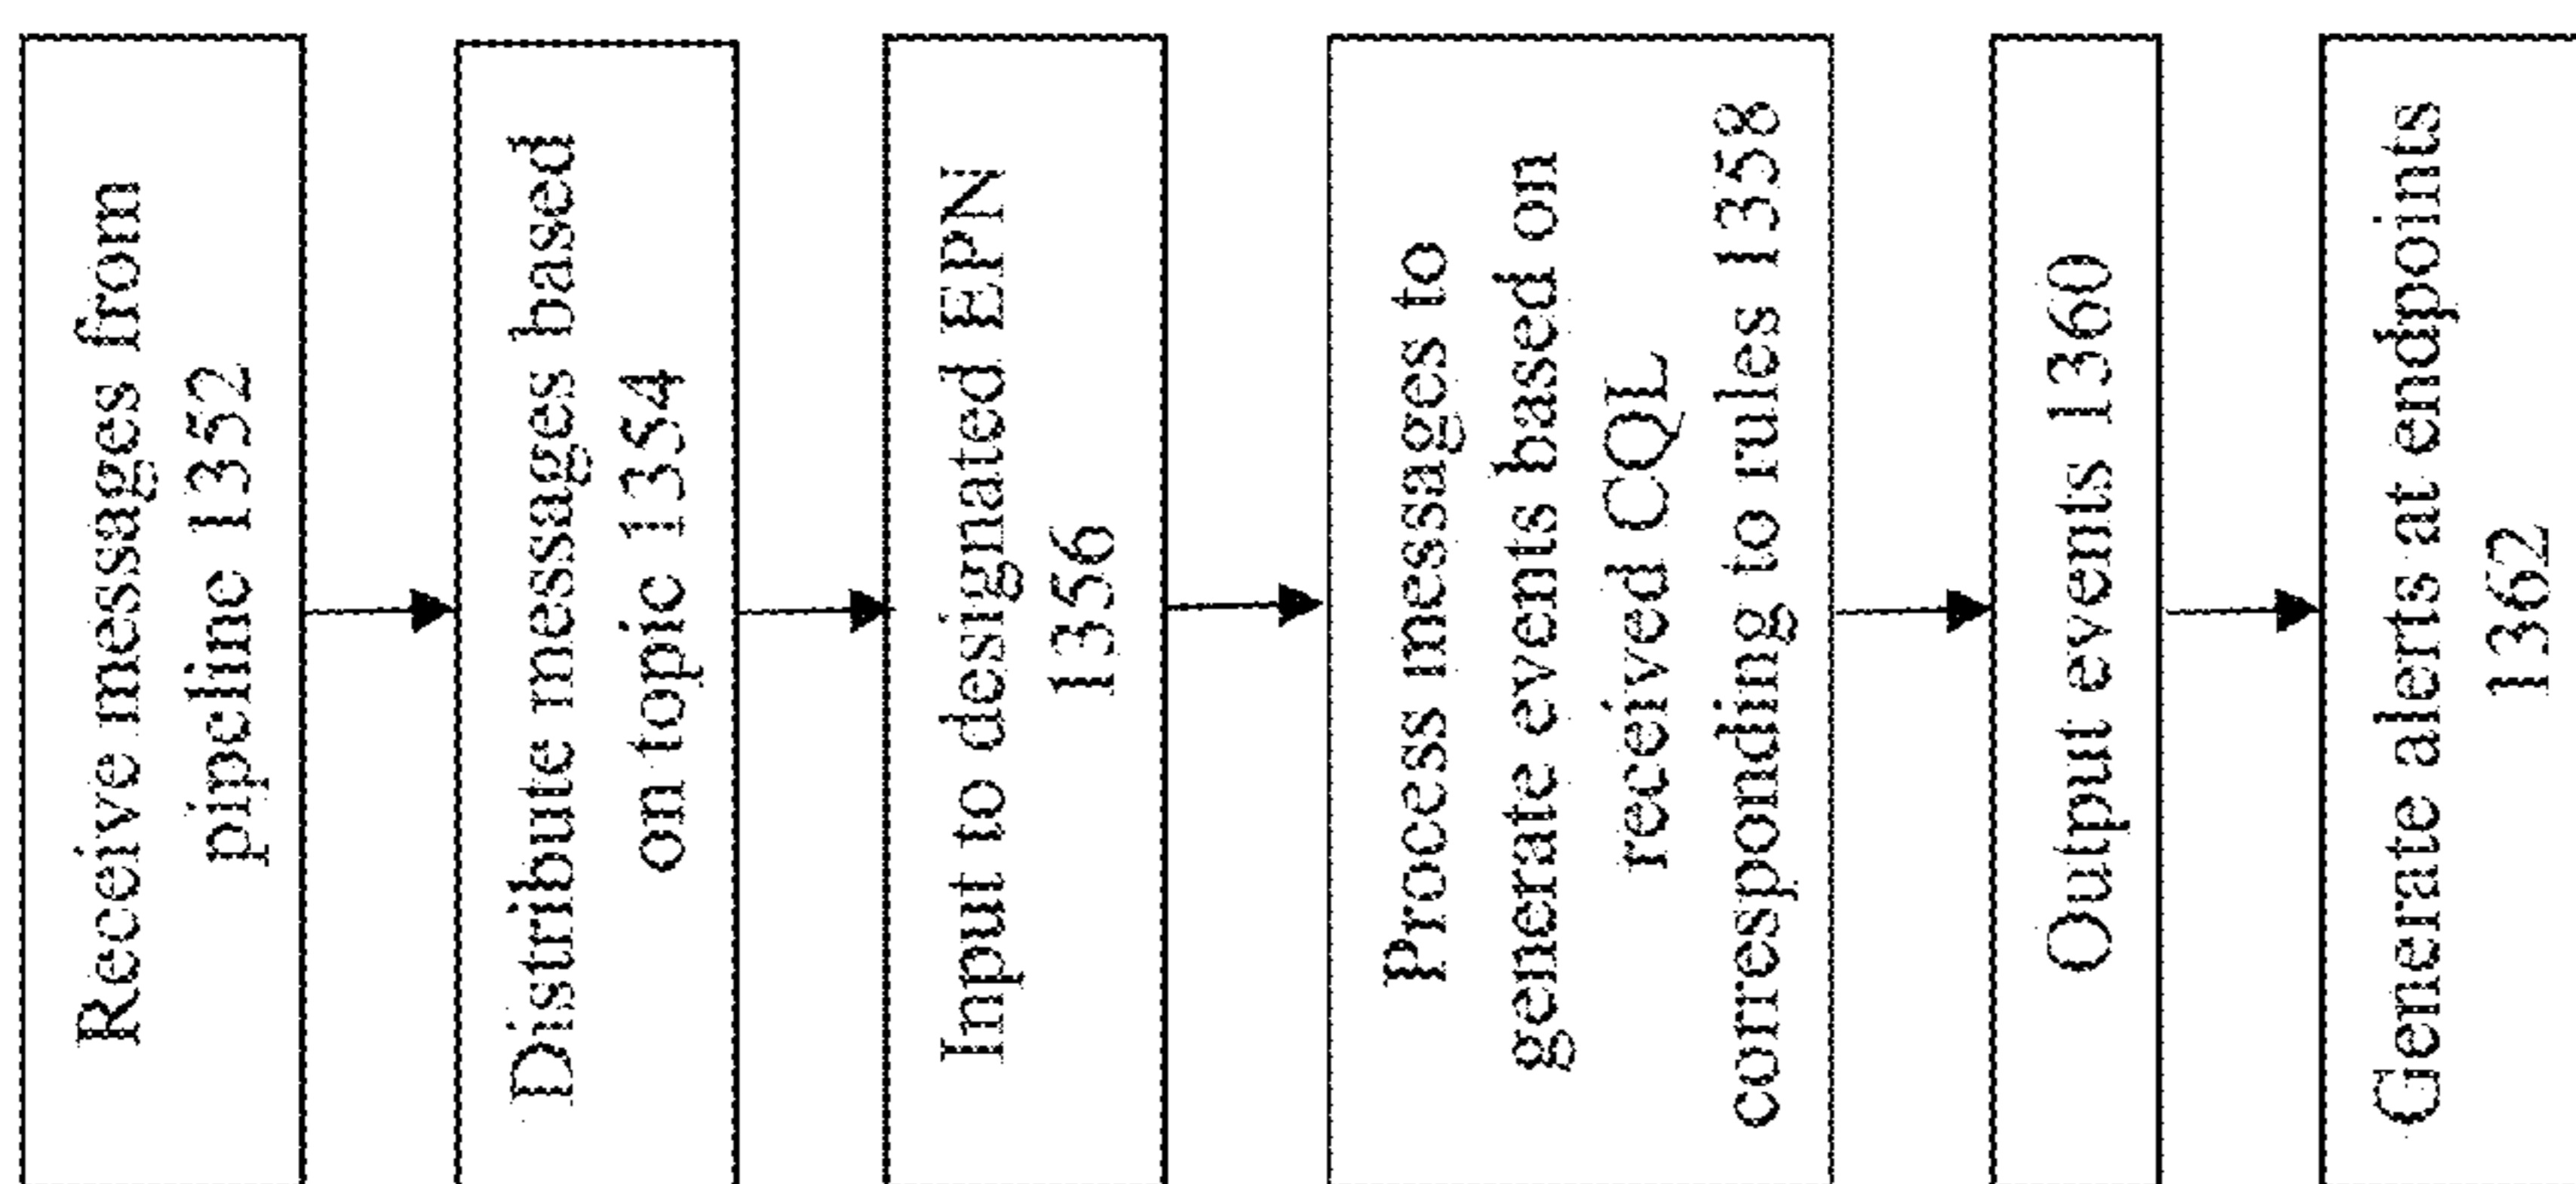 Receive messages from
pipeline 1352
Distribute messages based
on topic 1354
Input to designated EPN
1356
Process messages to
generate events based on
received CQL
corresponding to rules 1358
Output events 1360
Generate alerts at endpoints
1362